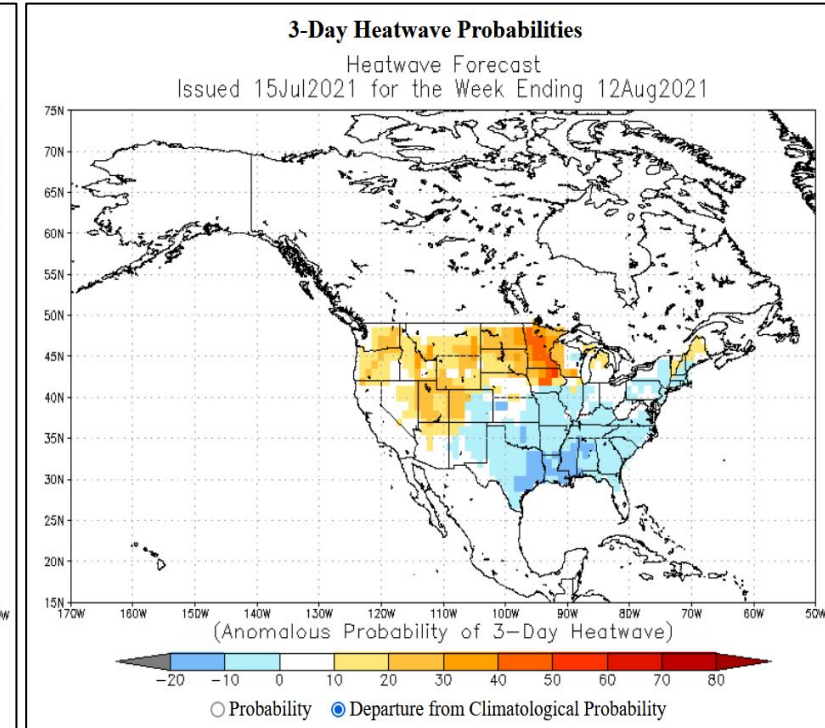 3-Day Heatwave Probabilities
Heatwave Forecast
Issued 15Jul2021 for the Week Ending 12Aug2021
75N
70N
65N
60N
55N
50N
45N
40N
35N
30N
25N
20N
15N
W
170W 160W 150W 140W 130W 120W 110W 100W 90W 80W 70W 60W 50W
(Anomalous Probability of 3-Day Heatwave)
-20 -10 0 10 20 30 40 50 60 70 80
Probability Departure from Climatological Probability